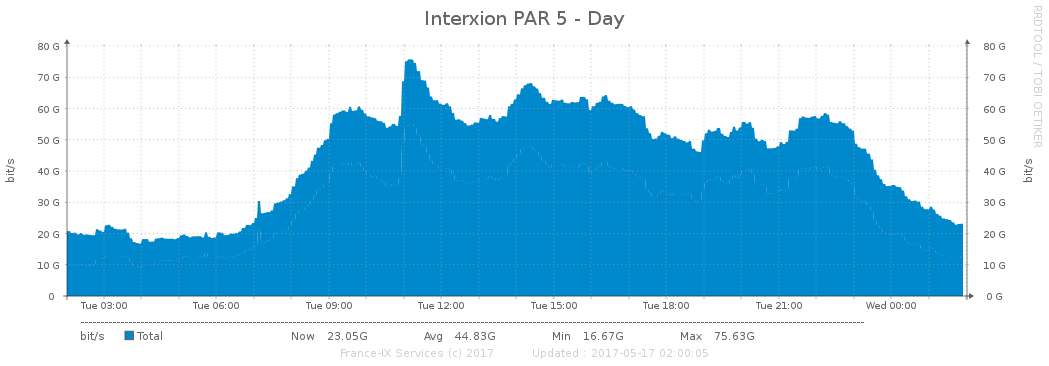 Interxion PAR 5 - Day
RRDTOOL / TOBI OETIKER
80 G 80 G
70 G 70 G
60 G 60 G
50 G 50 G
40 G 40 G
30 G 30 G
20 G 20 G
10 G 10 G
0 0 G
bit/s bit/s
Tue 03:00 Tue 06:00 Tue 09:00 Tue 12:00 Tue 15:00 Tue 18:00 Tue 21:00 Wed 00:00
bit/s Total Now 23.05G Avg 44.83G Min 16.67G Max 75.63G
France-IX Services (c) 2017 Updated : 2017-05-17 02:00:05